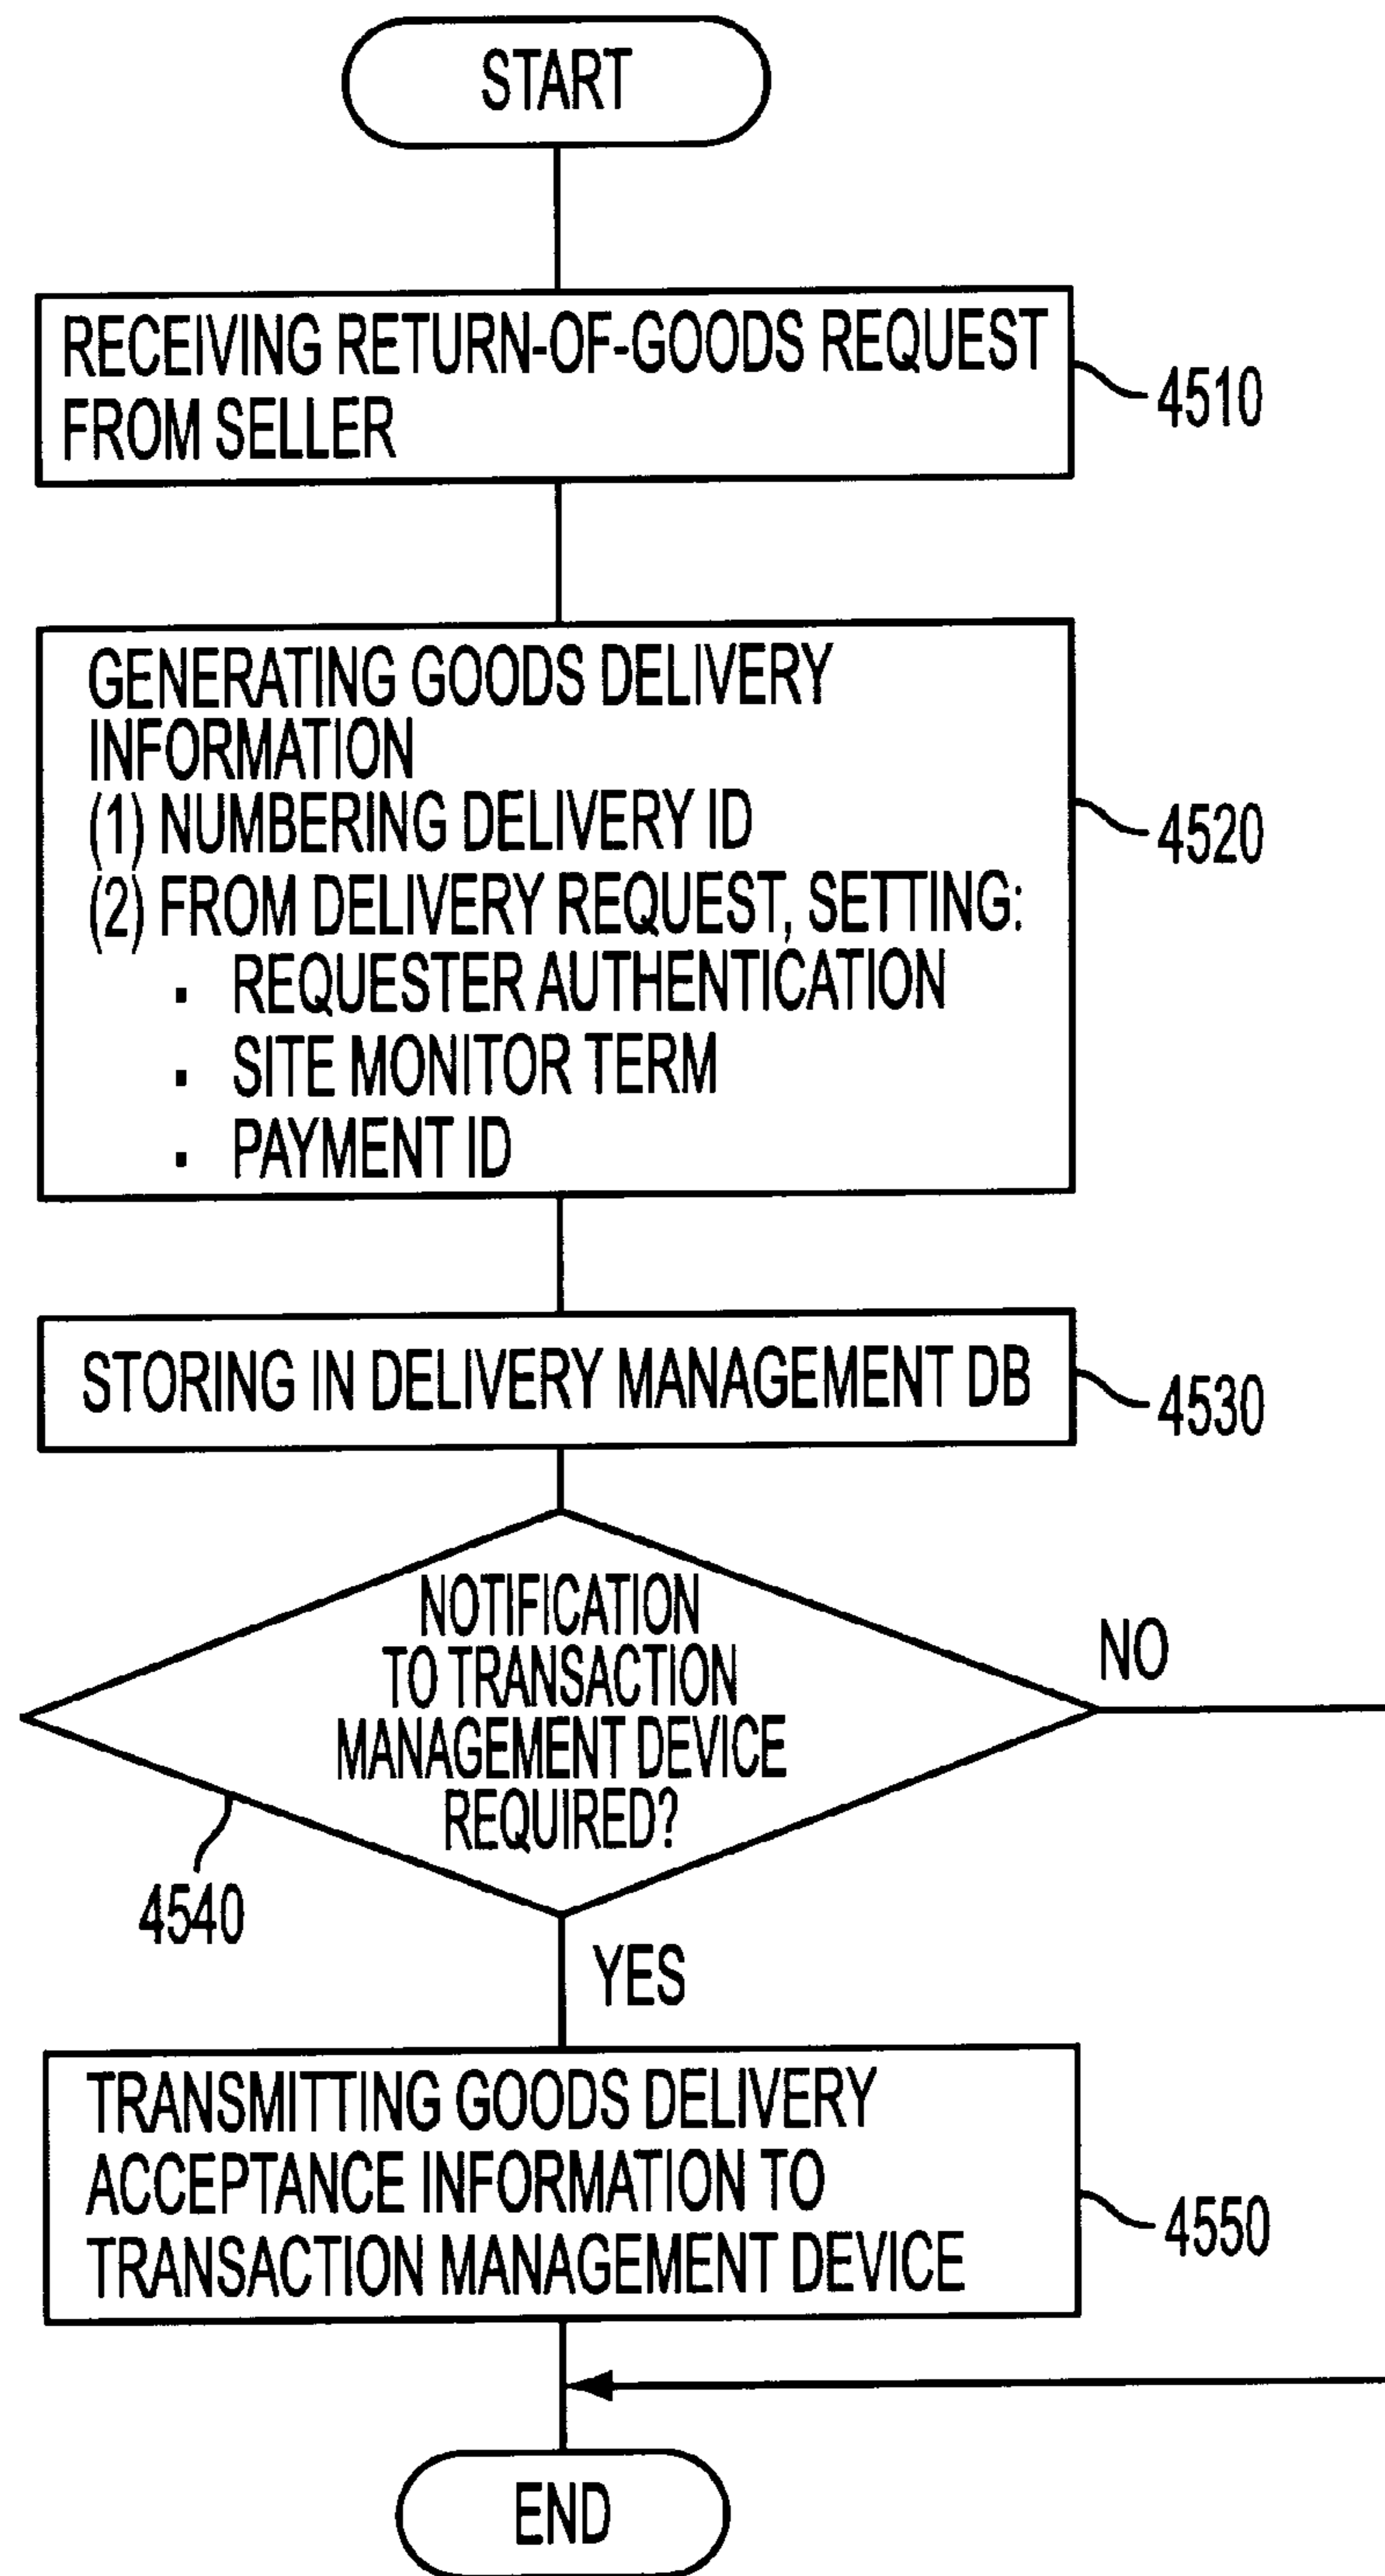 START
RECEIVING RETURN-OF-GOODS REQUEST
FROM SELLER
4510
GENERATING GOODS DELIVERY
INFORMATION
(1) NUMBERING DELIVERY ID
(2) FROM DELIVERY REQUEST, SETTING:
· REQUESTER AUTHENTICATION
· SITE MONITOR TERM
· PAYMENT ID
4520
STORING IN DELIVERY MANAGEMENT DB
4530
NOTIFICATION
TO TRANSACTION
MANAGEMENT DEVICE
REQUIRED?
NO
4540
YES
TRANSMITTING GOODS DELIVERY
ACCEPTANCE INFORMATION TO
TRANSACTION MANAGEMENT DEVICE
4550
END